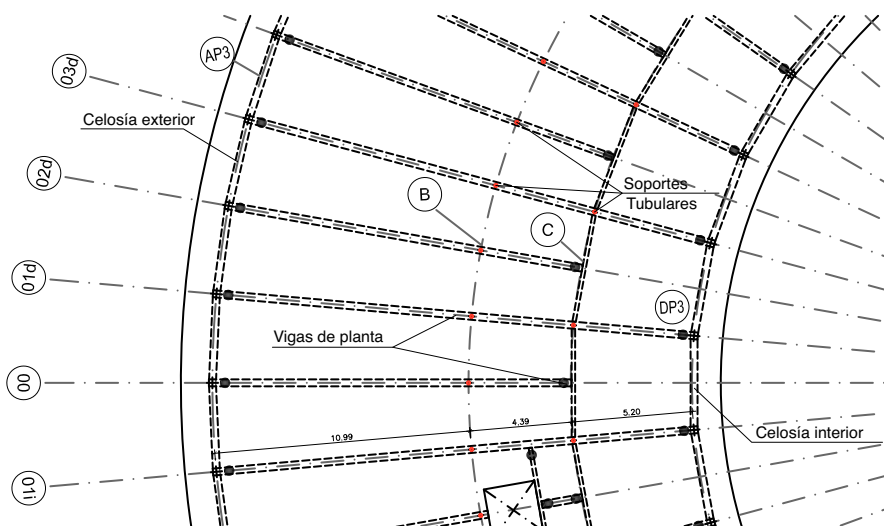 AP3
03d
Celosía exterior
02d
B
Soportes
Tubulares
C
01d
DP3
Vigas de planta
00
10.99
4.39
5.20
Celosía interior
01i